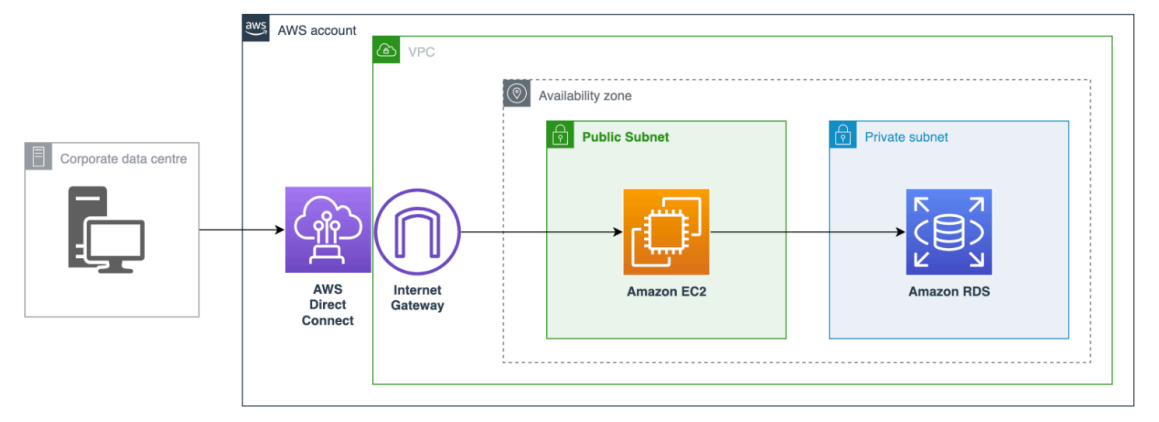 aws
AWS account
VPC
Availability zone
Public Subnet
Private subnet
Corporate data centre
AWS
Direct
Connect
Internet
Gateway
Amazon EC2
Amazon RDS